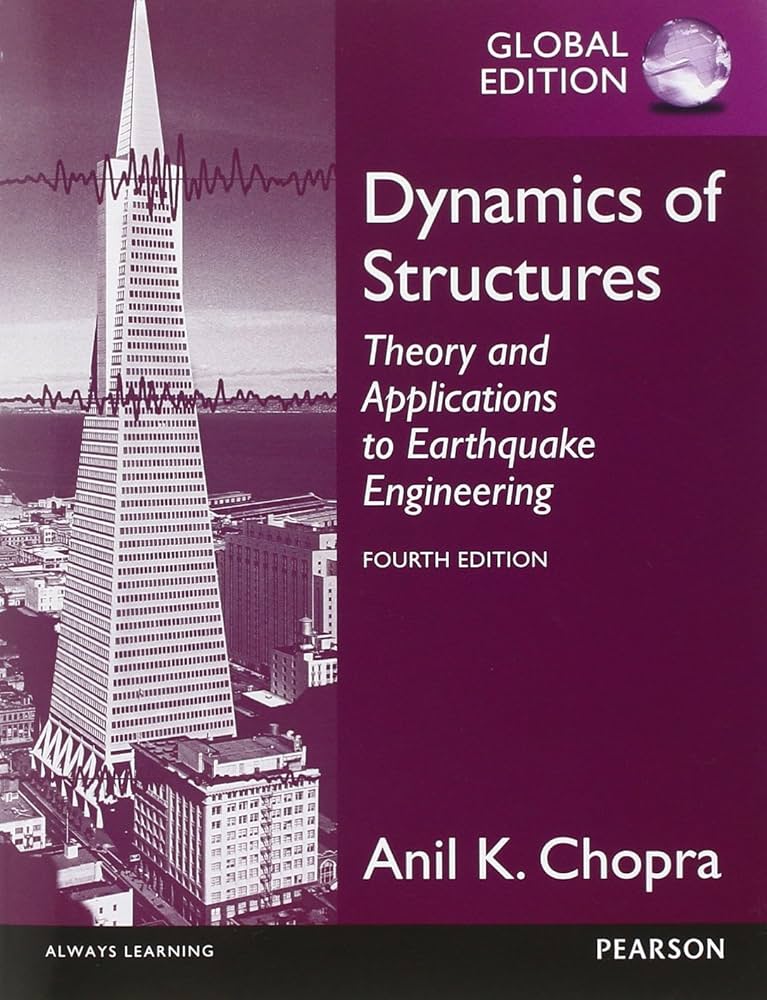 GLOBAL
EDITION
Dynamics of
Structures
Theory and
Applications
to Earthquake
Engineering
FOURTH EDITION
Anil K. Chopra
ALWAYS LEARNING
PEARSON